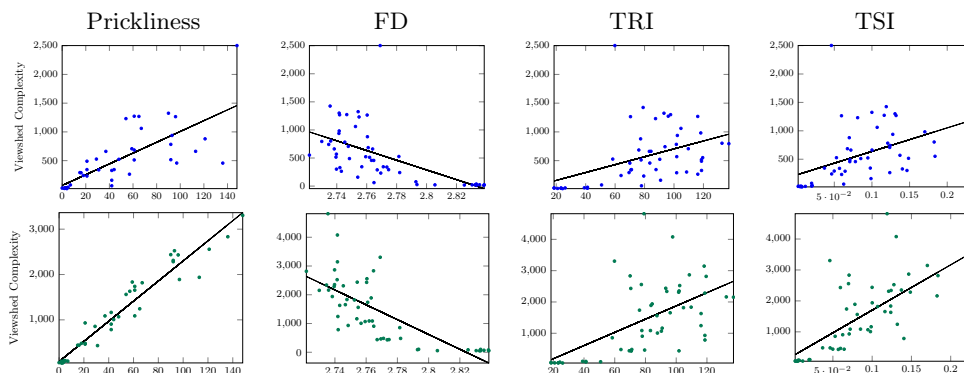 Prickliness FD TRI TSI
Viewshed Complexity
2,500 2,500 2,500 2,500
2,000 2,000 2,000 2,000
1,500 1,500 1,500 1,500
1,000 1,000 1,000 1,000
500 500 500 500
0 0 0 0
0 20 40 60 80 100 120 140 2.74 2.76 2.78 2.8 2.82 20 40 60 80 100 120 5 · 10⁻² 0.1 0.15 0.2
Viewshed Complexity
3,000 4,000 4,000 4,000
2,000 3,000 3,000 3,000
1,000 2,000 2,000 2,000
1,000 1,000 1,000
0
0 20 40 60 80 100 120 140 2.74 2.76 2.78 2.8 2.82 20 40 60 80 100 120 5 · 10⁻² 0.1 0.15 0.2